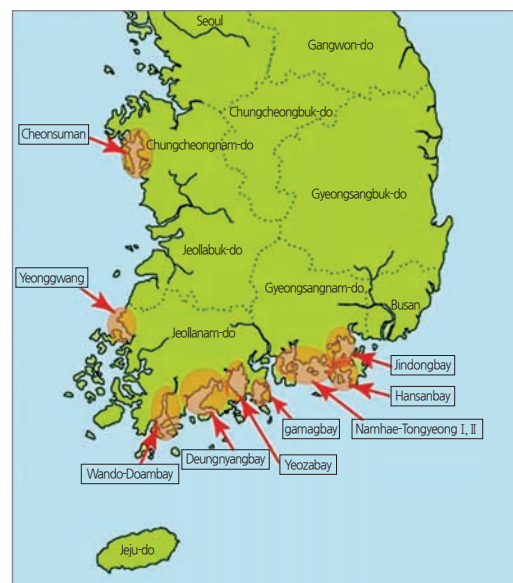 Seoul
Gangwon-do
Chungcheongbuk-do
Cheonsuman
Chungcheongnam-do
Gyeongsangbuk-do
Jeollabuk-do
Yeonggwang
Gyeongsangnam-do
Busan
Jeollanam-do
Jindongbay
Hansanbay
gamagbay
Namhae-Tongyeong I, II
Deungnyangbay
Yeozabay
Wando-Doambay
Jeju-do